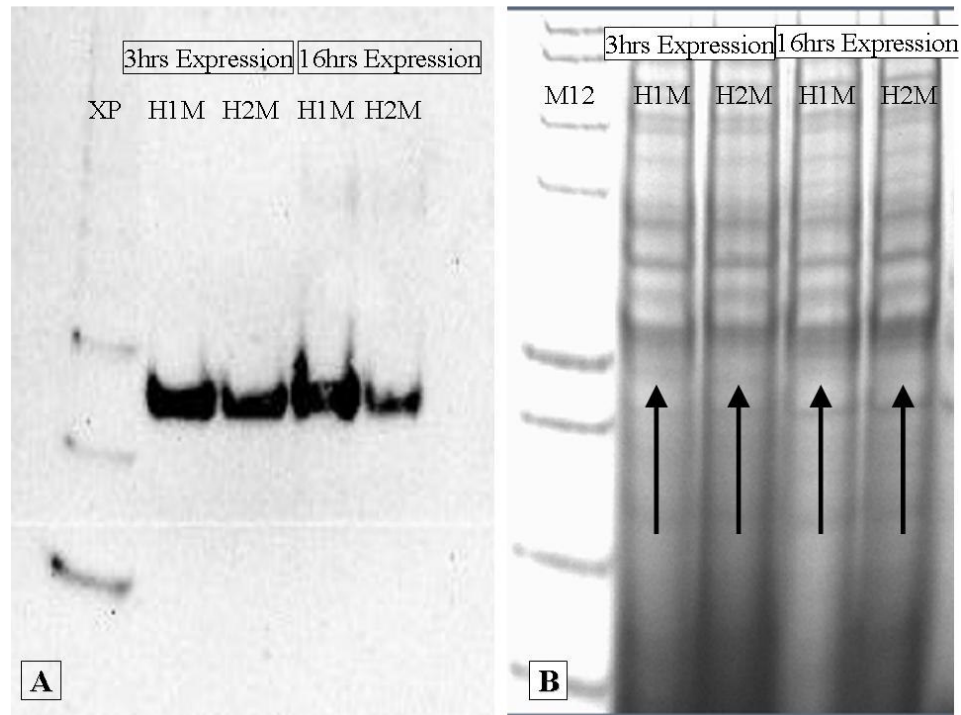 3hrs Expression 16hrs Expression
XP H1M H2M H1M H2M
A
3hrs Expression 16hrs Expression
M12 H1M H2M H1M H2M
B